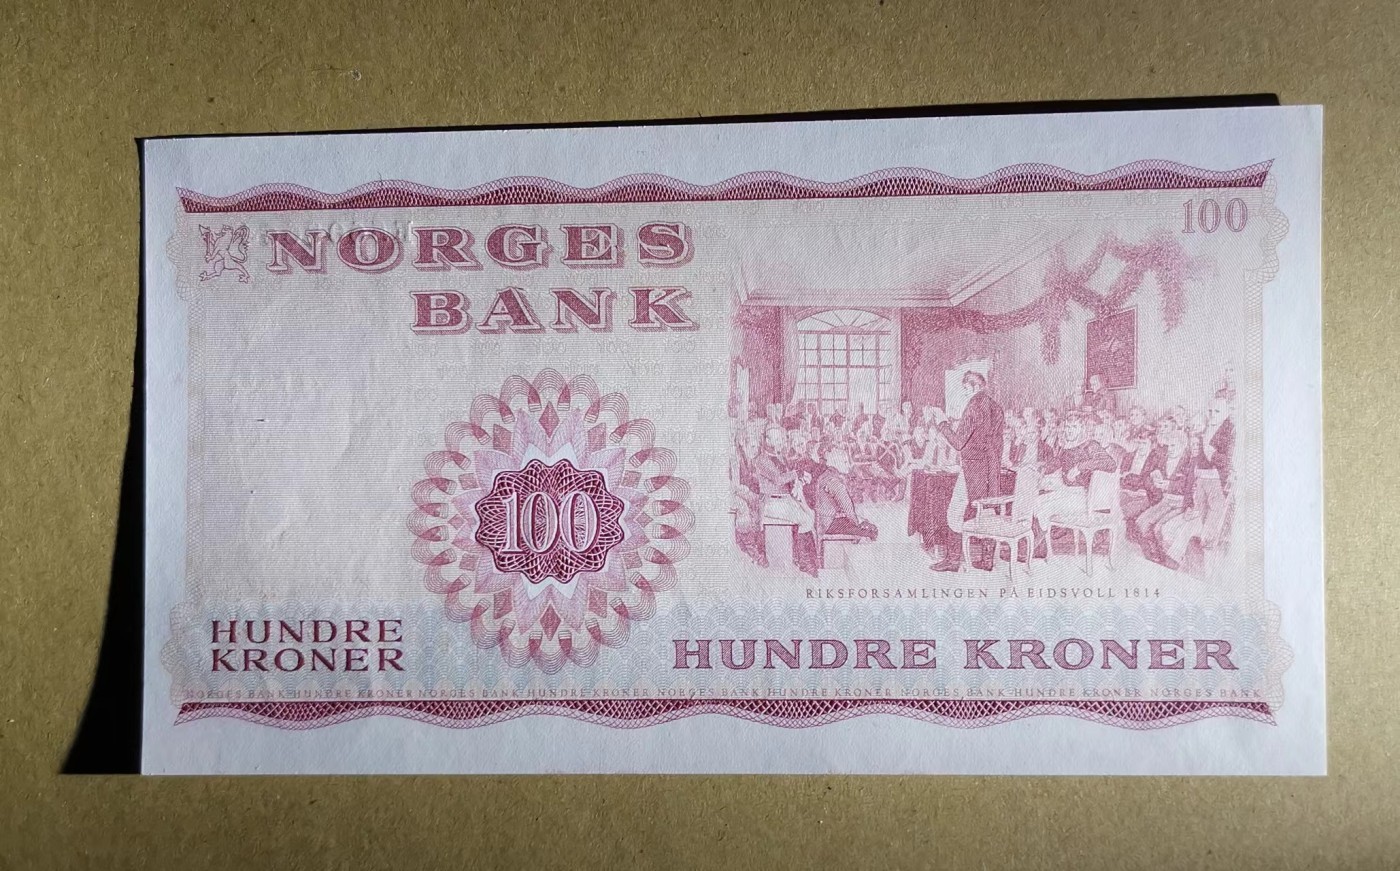 NORGES
BANK
100
100
RIKSFORSAMLINGEN PÅ EIDSVOLL 1814
HUNDRE
KRONER
HUNDRE KRONER
NORGES BANK HUNDRE KRONER NORGES BANK HUNDRE KRONER NORGES BANK HUNDRE KRONER NORGES BANK HUNDRE KRONER NORGES BANK